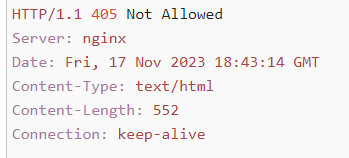 HTTP/1.1 405 Not Allowed
Server: nginx
Date: Fri, 17 Nov 2023 18:43:14 GMT
Content-Type: text/html
Content-Length: 552
Connection: keep-alive